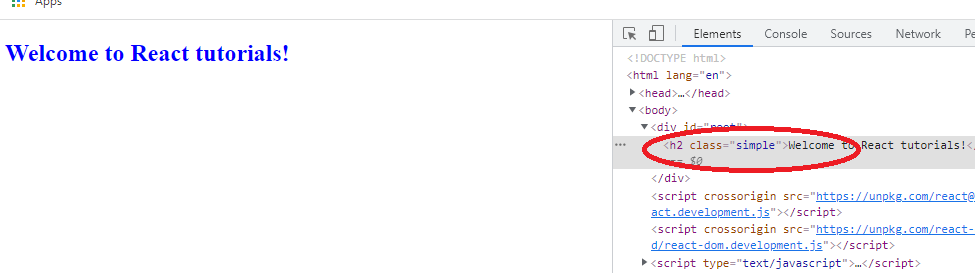 Apps
Welcome to React tutorials!
Elements Console Sources Network Pe
<!DOCTYPE html>
<html lang="en">
<head>…</head>
<body>
<div id="root">
<h2 class="simple">Welcome to React tutorials!<
== $0
</div>
<script crossorigin src="https://unpkg.com/react@
act.development.js"></script>
<script crossorigin src="https://unpkg.com/react-
d/react-dom.development.js"></script>
<script type="text/javascript">…</script>